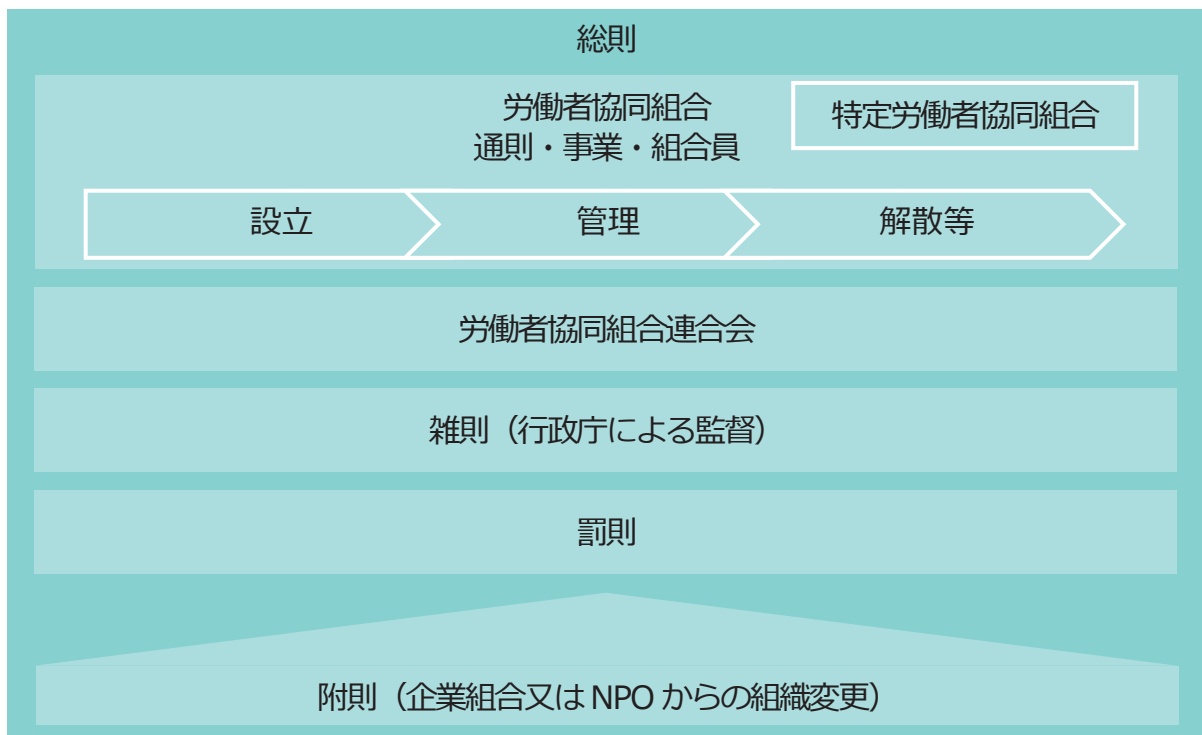 総則
労働者協同組合
通則・事業・組合員
特定労働者協同組合
設立
管理
解散等
労働者協同組合連合会
雑則（行政庁による監督）
罰則
附則（企業組合又は NPO からの組織変更）